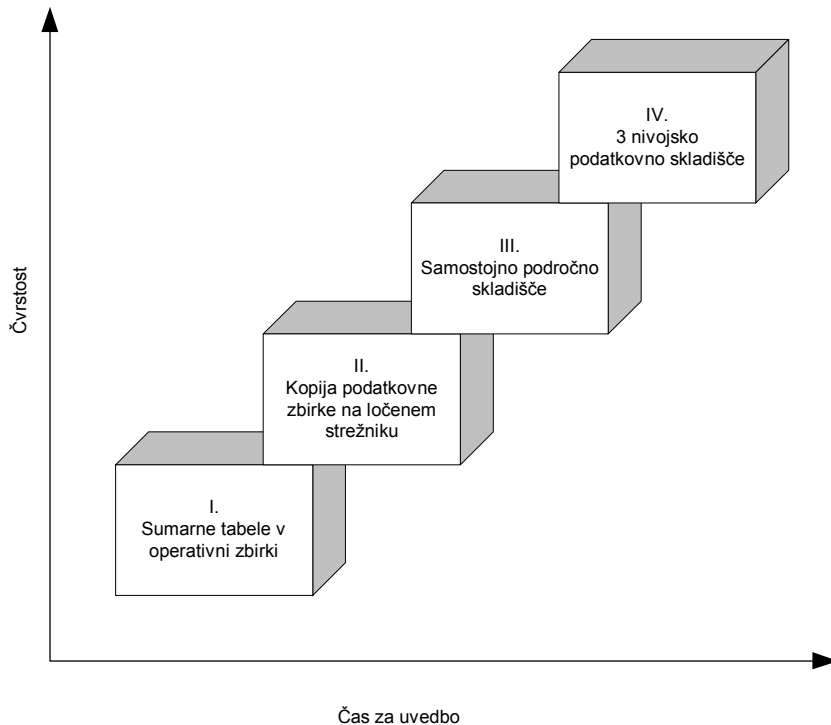 IV.
3 nivojsko
podatkovno skladišče
III.
Samostojno področno
skladišče
Čvrstost
II.
Kopija podatkovne
zbirke na ločenem
strežniku
I.
Sumarne tabele v
operativni zbirki
Čas za uvedbo